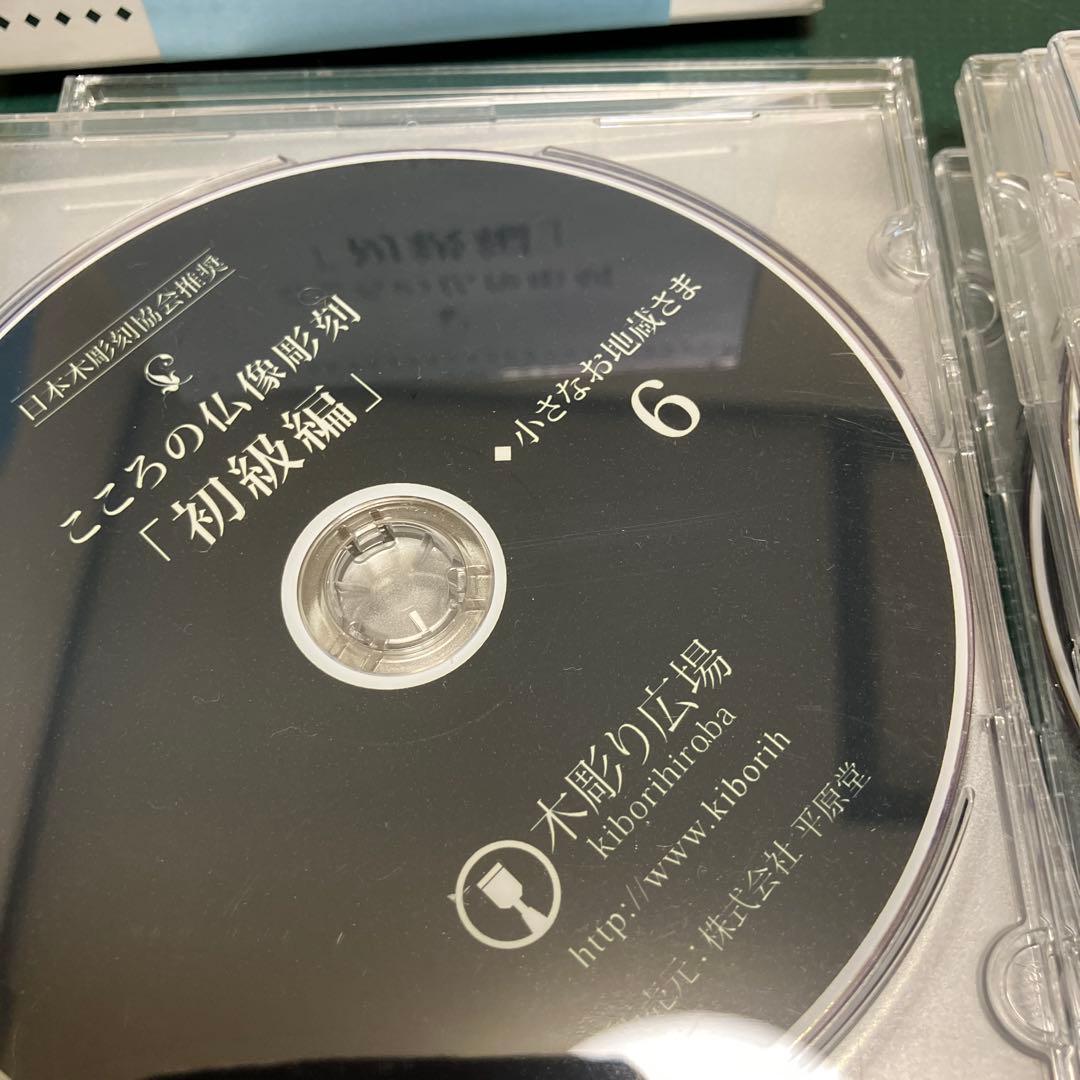 日本木彫刻協会推奨
こころの仏像彫刻
「初級編」
■小さなお地蔵さま
6
木彫り広場
kiborihiroba
http://www.kiborih
売元:株式会社 平原堂